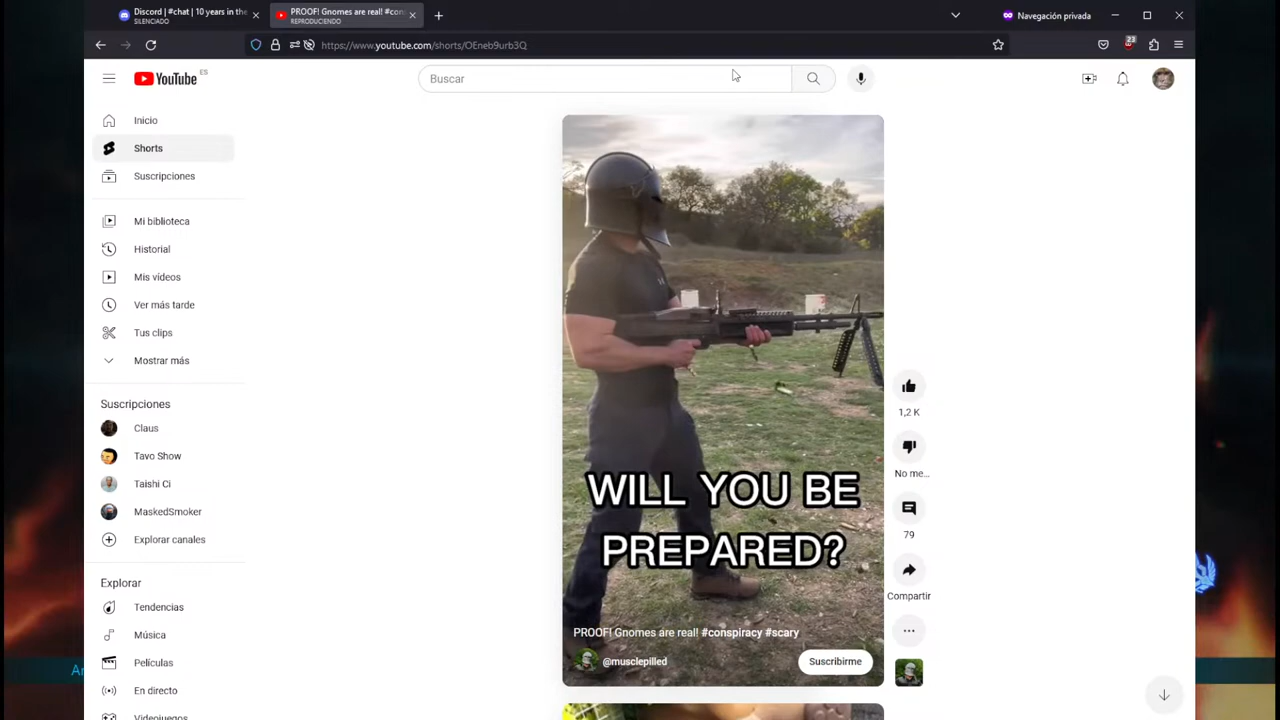 Discord | #chat | 10 years in the
SILENCIADO
PROOF! Gnomes are real! #con
REPRODUCIENDO
Navegación privada
https://www.youtube.com/shorts/OEneb9urb3Q
23
YouTube ES
Buscar
Inicio
Shorts
Suscripciones
Mi biblioteca
Historial
Mis vídeos
Ver más tarde
Tus clips
Mostrar más
Suscripciones
Claus
Tavo Show
Taishi Ci
MaskedSmoker
Explorar canales
Explorar
Tendencias
Música
Películas
En directo
Videojuegos
WILL YOU BE
PREPARED?
PROOF! Gnomes are real! #conspiracy #scary
@musclepilled
Suscribirme
1,2 K
No me...
79
Compartir